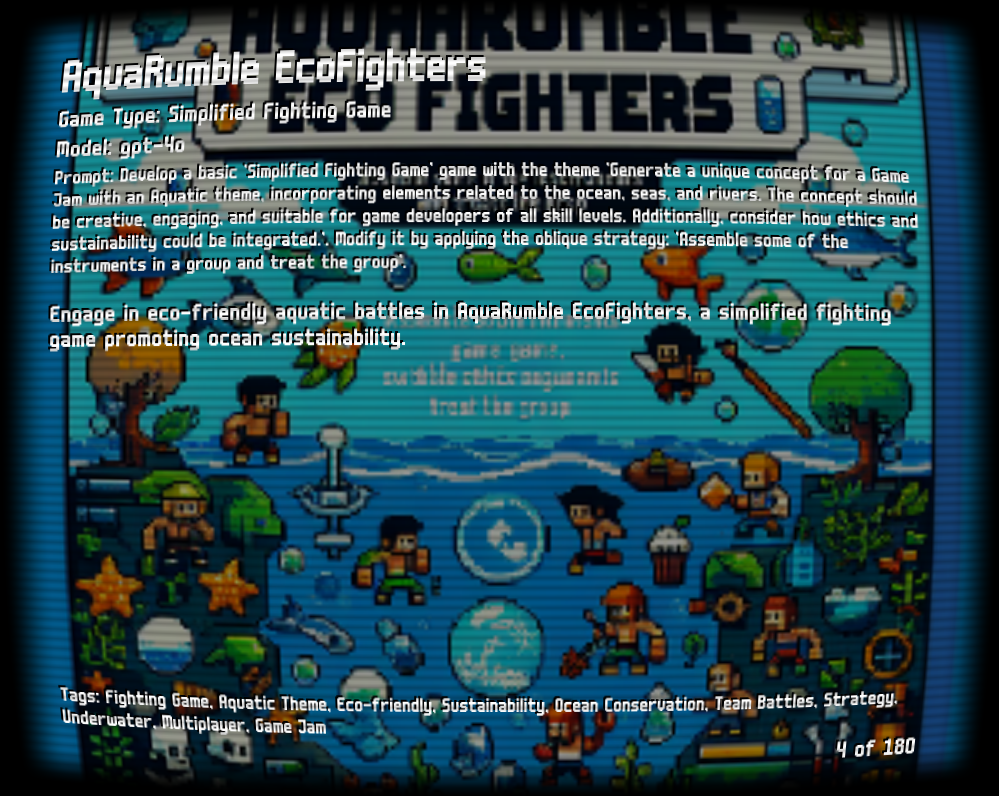 AQUARUMBLE
ECO FIGHTERS
AquaRumble EcoFighters
Game Type: Simplified Fighting Game
Model: gpt-4o
Prompt: Develop a basic 'Simplified Fighting Game' game with the theme 'Generate a unique concept for a Game
Jam with an Aquatic theme, incorporating elements related to the ocean, seas, and rivers. The concept should
be creative, engaging, and suitable for game developers of all skill levels. Additionally, consider how ethics and
sustainability could be integrated.'. Modify it by applying the oblique strategy: 'Assemble some of the
instruments in a group and treat the group'.
Engage in eco-friendly aquatic battles in AquaRumble EcoFighters, a simplified fighting
game promoting ocean sustainability.
game game,
treat the group
Tags: Fighting Game, Aquatic Theme, Eco-friendly, Sustainability, Ocean Conservation, Team Battles, Strategy,
Underwater, Multiplayer, Game Jam
4 of 180